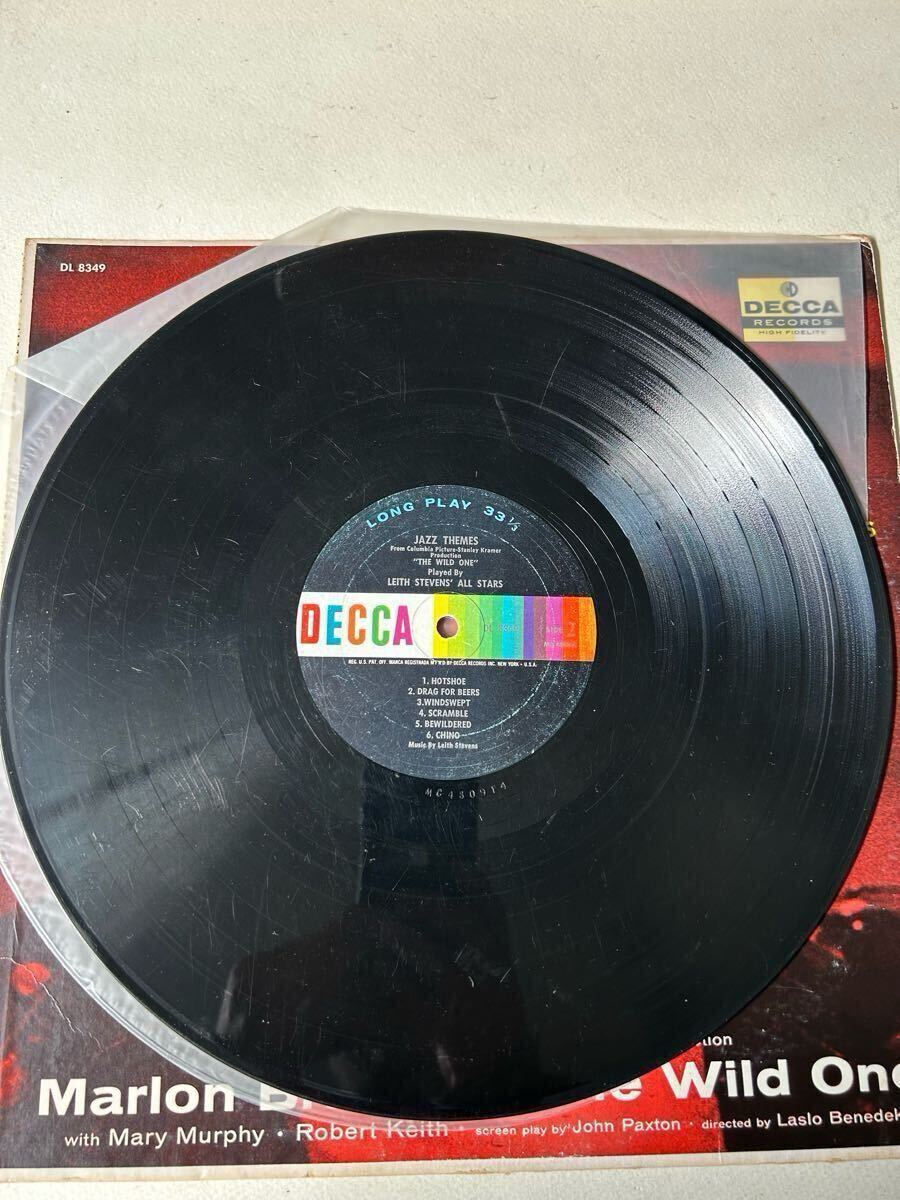 DL 8349
DECCA
RECORDS
HIGH FIDELITY
LONG PLAY 33⅓
JAZZ THEMES
From Columbia Picture-Stanley Kramer
Production
"THE WILD ONE"
Played By
LEITH STEVENS' ALL STARS
DECCA
SIDE 2
REG. U.S. PAT. OFF. MARCA REGISTRADA M'F'R'D BY DECCA RECORDS INC. NEW YORK • U.S.A.
1. HOTSHOE
2. DRAG FOR BEERS
3.WINDSWEPT
4. SCRAMBLE
5. BEWILDERED
6. CHINO
Music By Leith Stevens
MG430914
Marlon Wild One
with Mary Murphy • Robert Keith • screen play by John Paxton • directed by Laslo Benedek